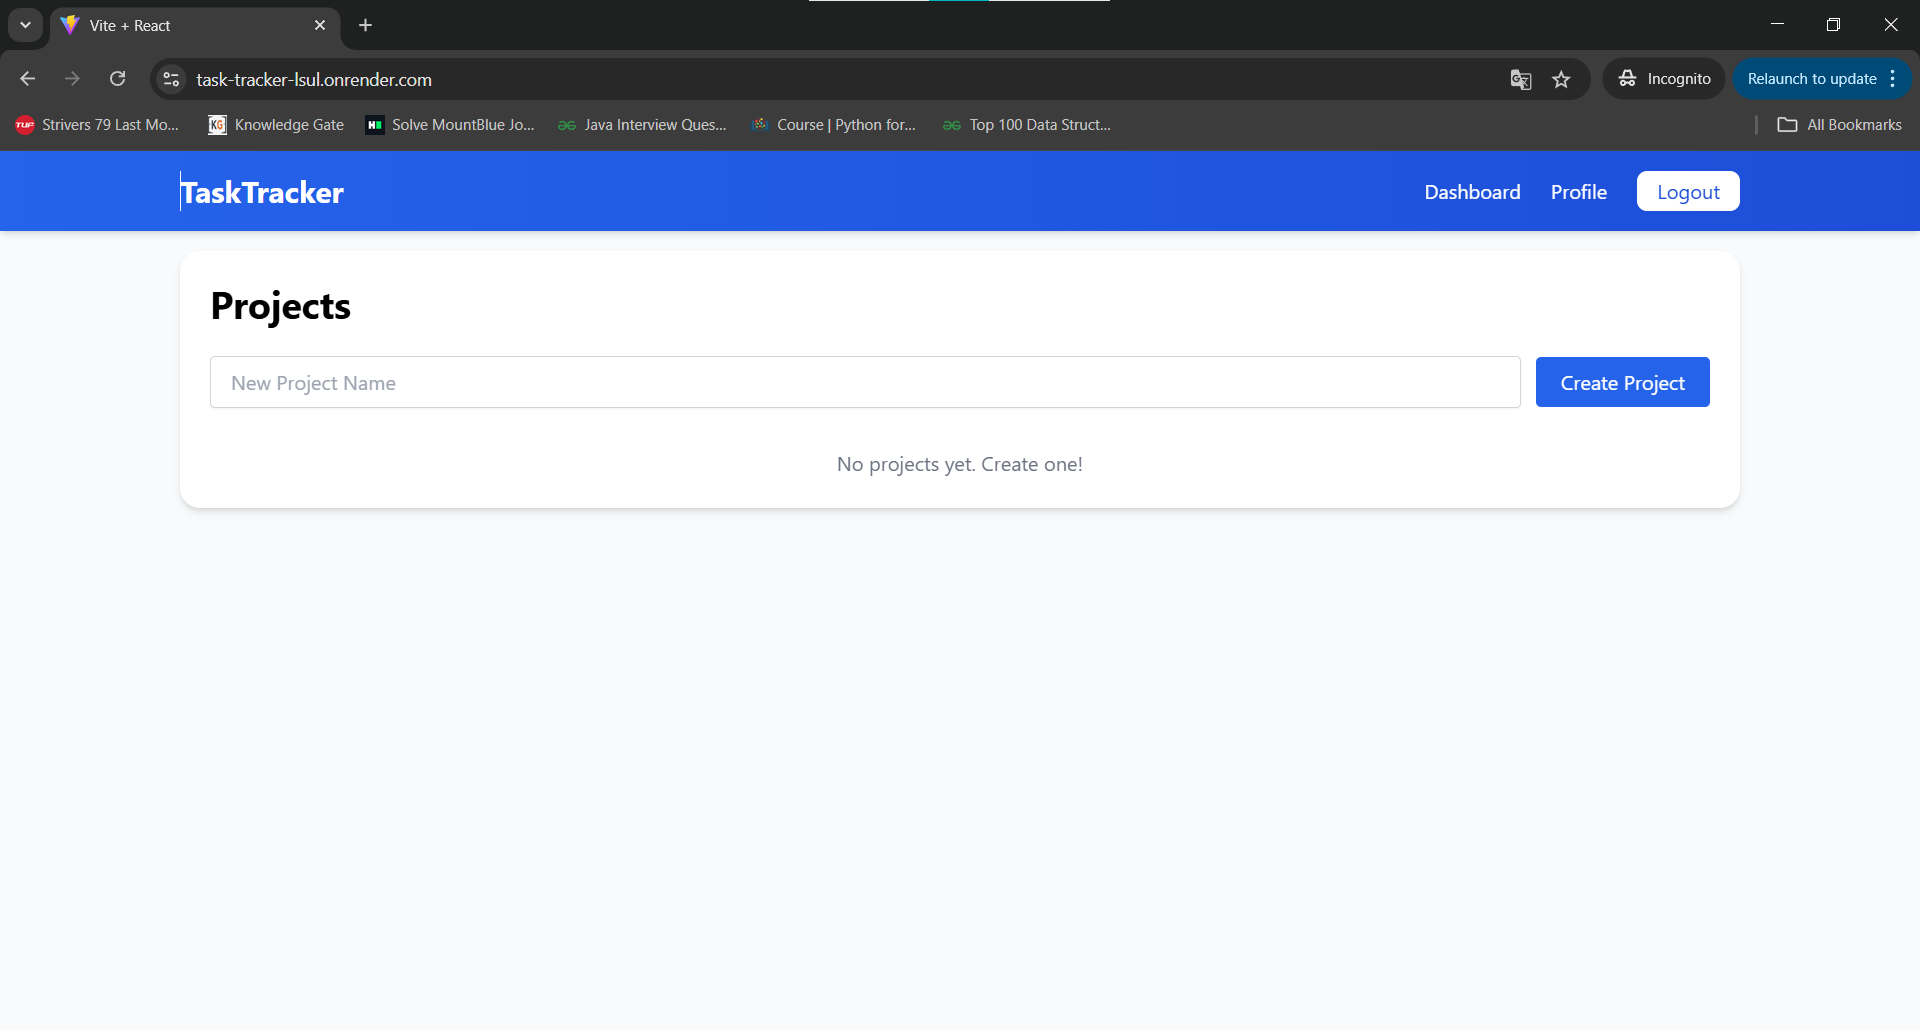 Vite + React
task-tracker-lsul.onrender.com
Incognito
Relaunch to update
TUF Strivers 79 Last Mo...
KG Knowledge Gate
H Solve MountBlue Jo...
Java Interview Ques...
Course | Python for...
Top 100 Data Struct...
All Bookmarks
TaskTracker
Dashboard
Profile
Logout
Projects
New Project Name
Create Project
No projects yet. Create one!